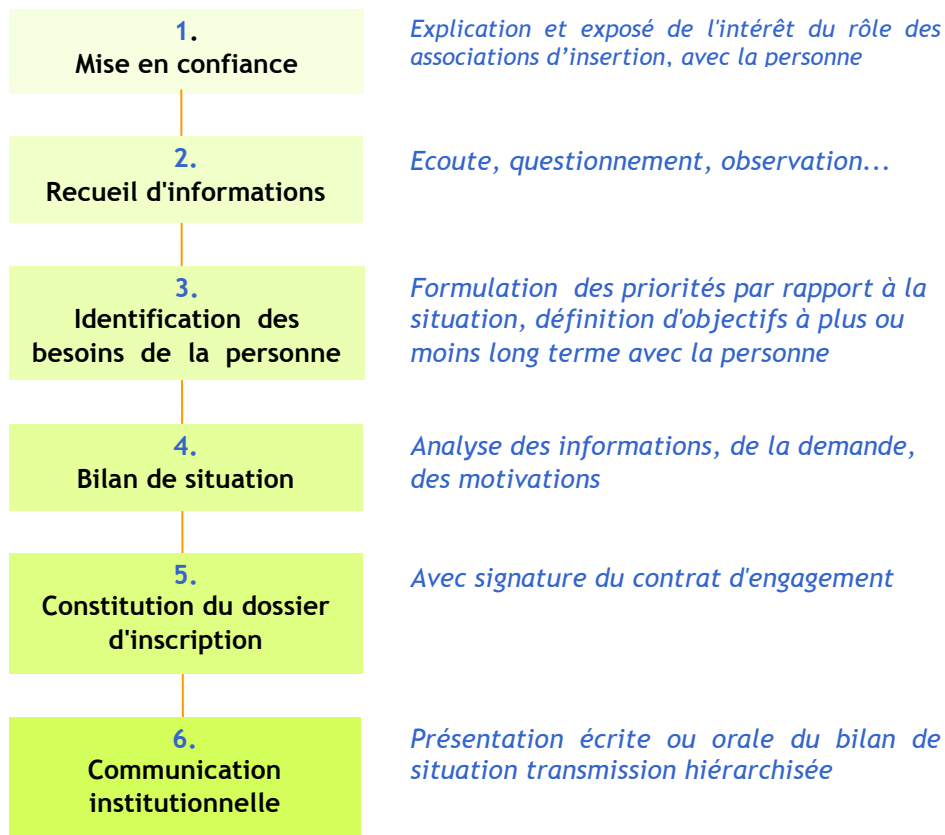 1.
Mise en confiance
Explication et exposé de l'intérêt du rôle des
associations d’insertion, avec la personne
2.
Recueil d'informations
Ecoute, questionnement, observation...
3.
Identification des
besoins de la personne
Formulation des priorités par rapport à la
situation, définition d'objectifs à plus ou
moins long terme avec la personne
4.
Bilan de situation
Analyse des informations, de la demande,
des motivations
5.
Constitution du dossier
d'inscription
Avec signature du contrat d'engagement
6.
Communication
institutionnelle
Présentation écrite ou orale du bilan de
situation transmission hiérarchisée